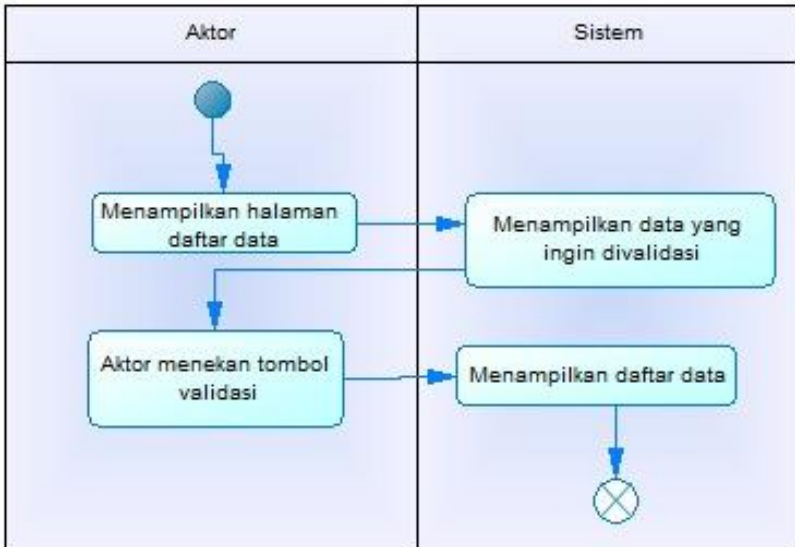 Aktor
Sistem
Menampilkan halaman
daftar data
Menampilkan data yang
ingin divalidasi
Aktor menekan tombol
validasi
Menampilkan daftar data